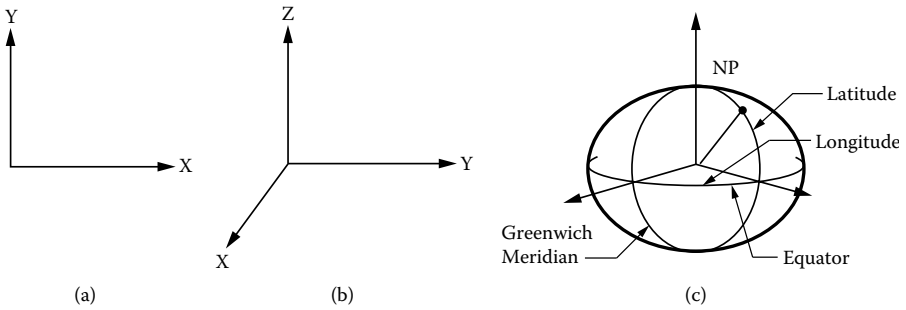 Y
X
(a)
Z
Y
X
(b)
NP
Latitude
Longitude
Greenwich
Meridian
Equator
(c)